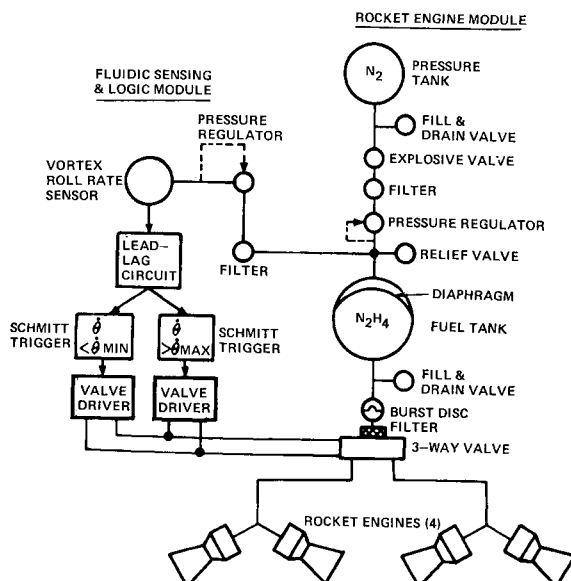 ROCKET ENGINE MODULE
N2
PRESSURE
TANK
FLUIDIC SENSING
& LOGIC MODULE
PRESSURE
REGULATOR
FILL &
DRAIN VALVE
EXPLOSIVE VALVE
VORTEX
ROLL RATE
SENSOR
FILTER
PRESSURE REGULATOR
LEAD–
LAG
CIRCUIT
FILTER
RELIEF VALVE
DIAPHRAGM
N2H4
FUEL TANK
SCHMITT
TRIGGER
θ̇
<θ̇ MIN
θ̇
>θ̇ MAX
SCHMITT
TRIGGER
VALVE
DRIVER
VALVE
DRIVER
FILL &
DRAIN VALVE
BURST DISC
FILTER
3–WAY VALVE
ROCKET ENGINES (4)